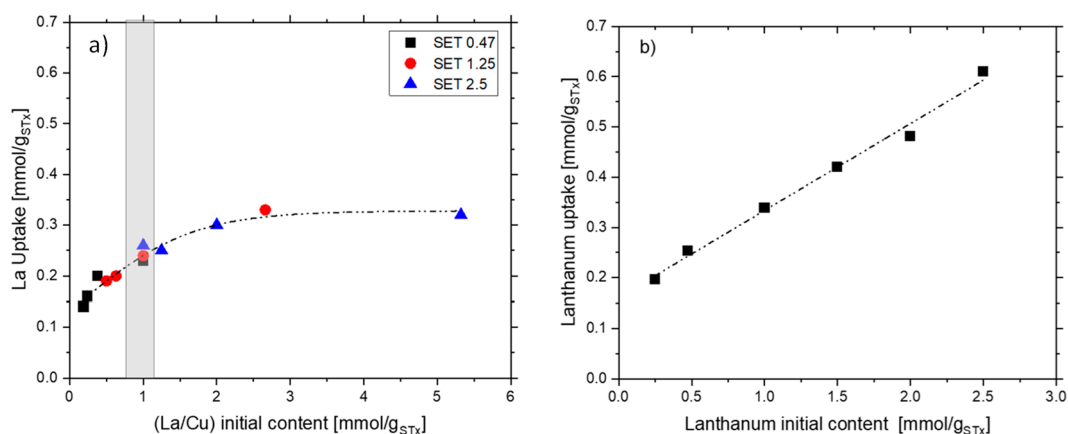 a)
SET 0.47
SET 1.25
SET 2.5
La Uptake [mmol/g_STx]
0.7
0.6
0.5
0.4
0.3
0.2
0.1
0.0
0 1 2 3 4 5 6
(La/Cu) initial content [mmol/g_STx]
b)
Lanthanum uptake [mmol/g_STx]
0.7
0.6
0.5
0.4
0.3
0.2
0.1
0.0
0.0 0.5 1.0 1.5 2.0 2.5 3.0
Lanthanum initial content [mmol/g_STx]